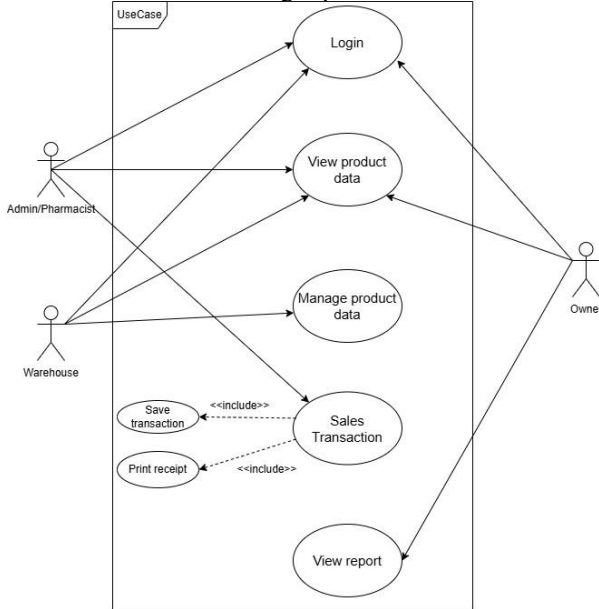 UseCase
Login
View product
data
Admin/Pharmacist
Manage product
data
Owne
Warehouse
<<include>>
Save
transaction
Sales
Transaction
Print receipt
<<include>>
View report